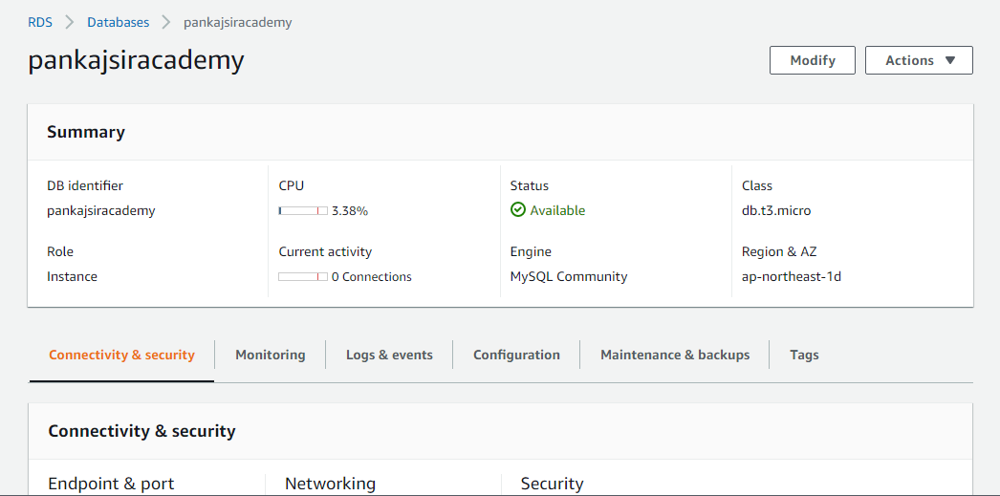 RDS > Databases > pankajsiracademy
pankajsiracademy
Modify
Actions
Summary
DB identifier
pankajsiracademy
CPU
3.38%
Status
Available
Class
db.t3.micro
Role
Instance
Current activity
0 Connections
Engine
MySQL Community
Region & AZ
ap-northeast-1d
Connectivity & security
Monitoring
Logs & events
Configuration
Maintenance & backups
Tags
Connectivity & security
Endpoint & port
Networking
Security